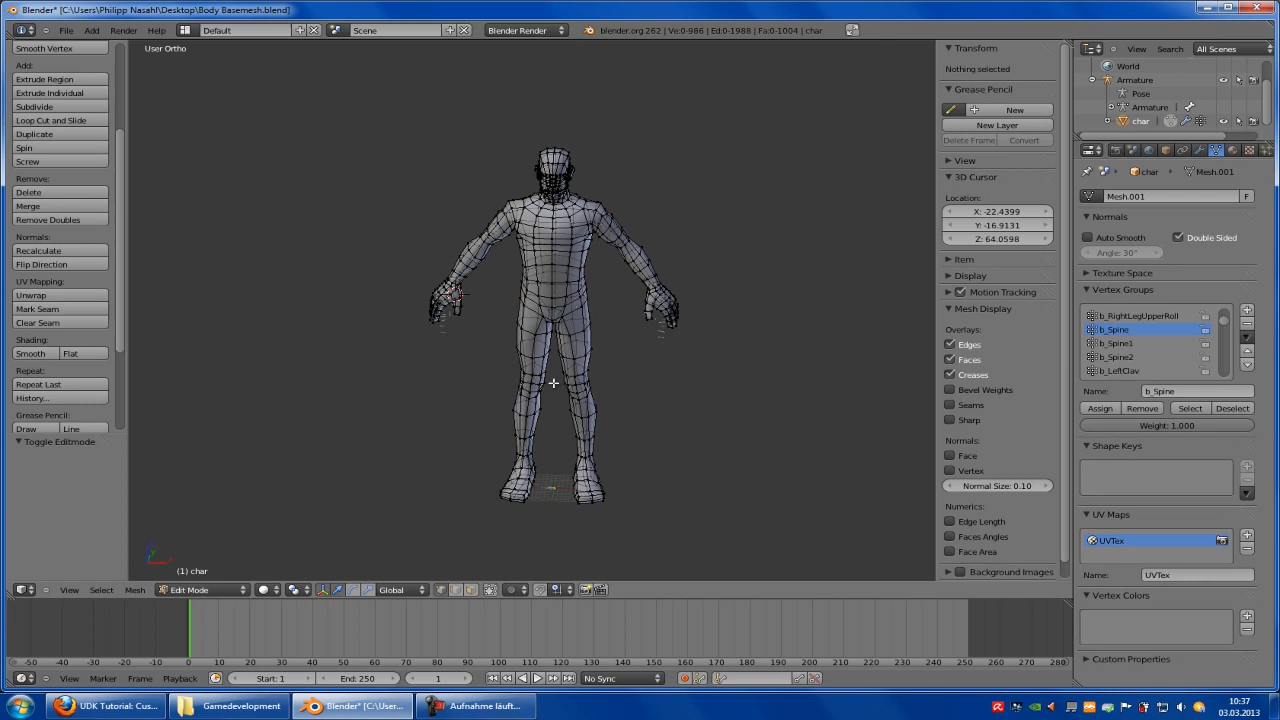 Blender* [C:\Users\Philipp Nasahl\Desktop\Body Basemesh.blend]
File Add Render Help Default Scene Blender Render blender.org 262 | Ve:0-986 | Ed:0-1988 | Fa:0-1004 | char
Smooth Vertex
Add:
Extrude Region
Extrude Individual
Subdivide
Loop Cut and Slide
Duplicate
Spin
Screw
Remove:
Delete
Merge
Remove Doubles
Normals:
Recalculate
Flip Direction
UV Mapping:
Unwrap
Mark Seam
Clear Seam
Shading:
Smooth Flat
Repeat:
Repeat Last
History...
Grease Pencil:
Draw Line
Toggle Editmode
User Ortho
(1) char
Transform
Nothing selected
Grease Pencil
New
New Layer
Delete Frame Convert
View
3D Cursor
Location:
X: -22.4399
Y: -16.9131
Z: 64.0598
Item
Display
Motion Tracking
Mesh Display
Overlays:
Edges
Faces
Creases
Bevel Weights
Seams
Sharp
Normals:
Face
Vertex
Normal Size: 0.10
Numerics:
Edge Length
Faces Angles
Face Area
Background Images
View Search: All Scenes
World
Armature
Pose
Armature
char
char Mesh.001
Mesh.001 F
Normals
Auto Smooth Double Sided
Angle: 30°
Texture Space
Vertex Groups
b_RightLegUpperRoll
b_Spine
b_Spine1
b_Spine2
b_LeftClav
Name: b_Spine
Assign Remove Select Deselect
Weight: 1.000
Shape Keys
UV Maps
UVTex
Name: UVTex
Vertex Colors
Custom Properties
View Select Mesh Edit Mode Global
-50 -40 -30 -20 -10 0 10 20 30 40 50 60 70 80 90 100 110 120 130 140 150 160 170 180 190 200 210 220 230 240 250 260 270 280
View Marker Frame Playback Start: 1 End: 250 1 No Sync
UDK Tutorial: Cus... Gamedevelopment Blender* [C:\User... Aufnahme läuft...
10:37
03.03.2013